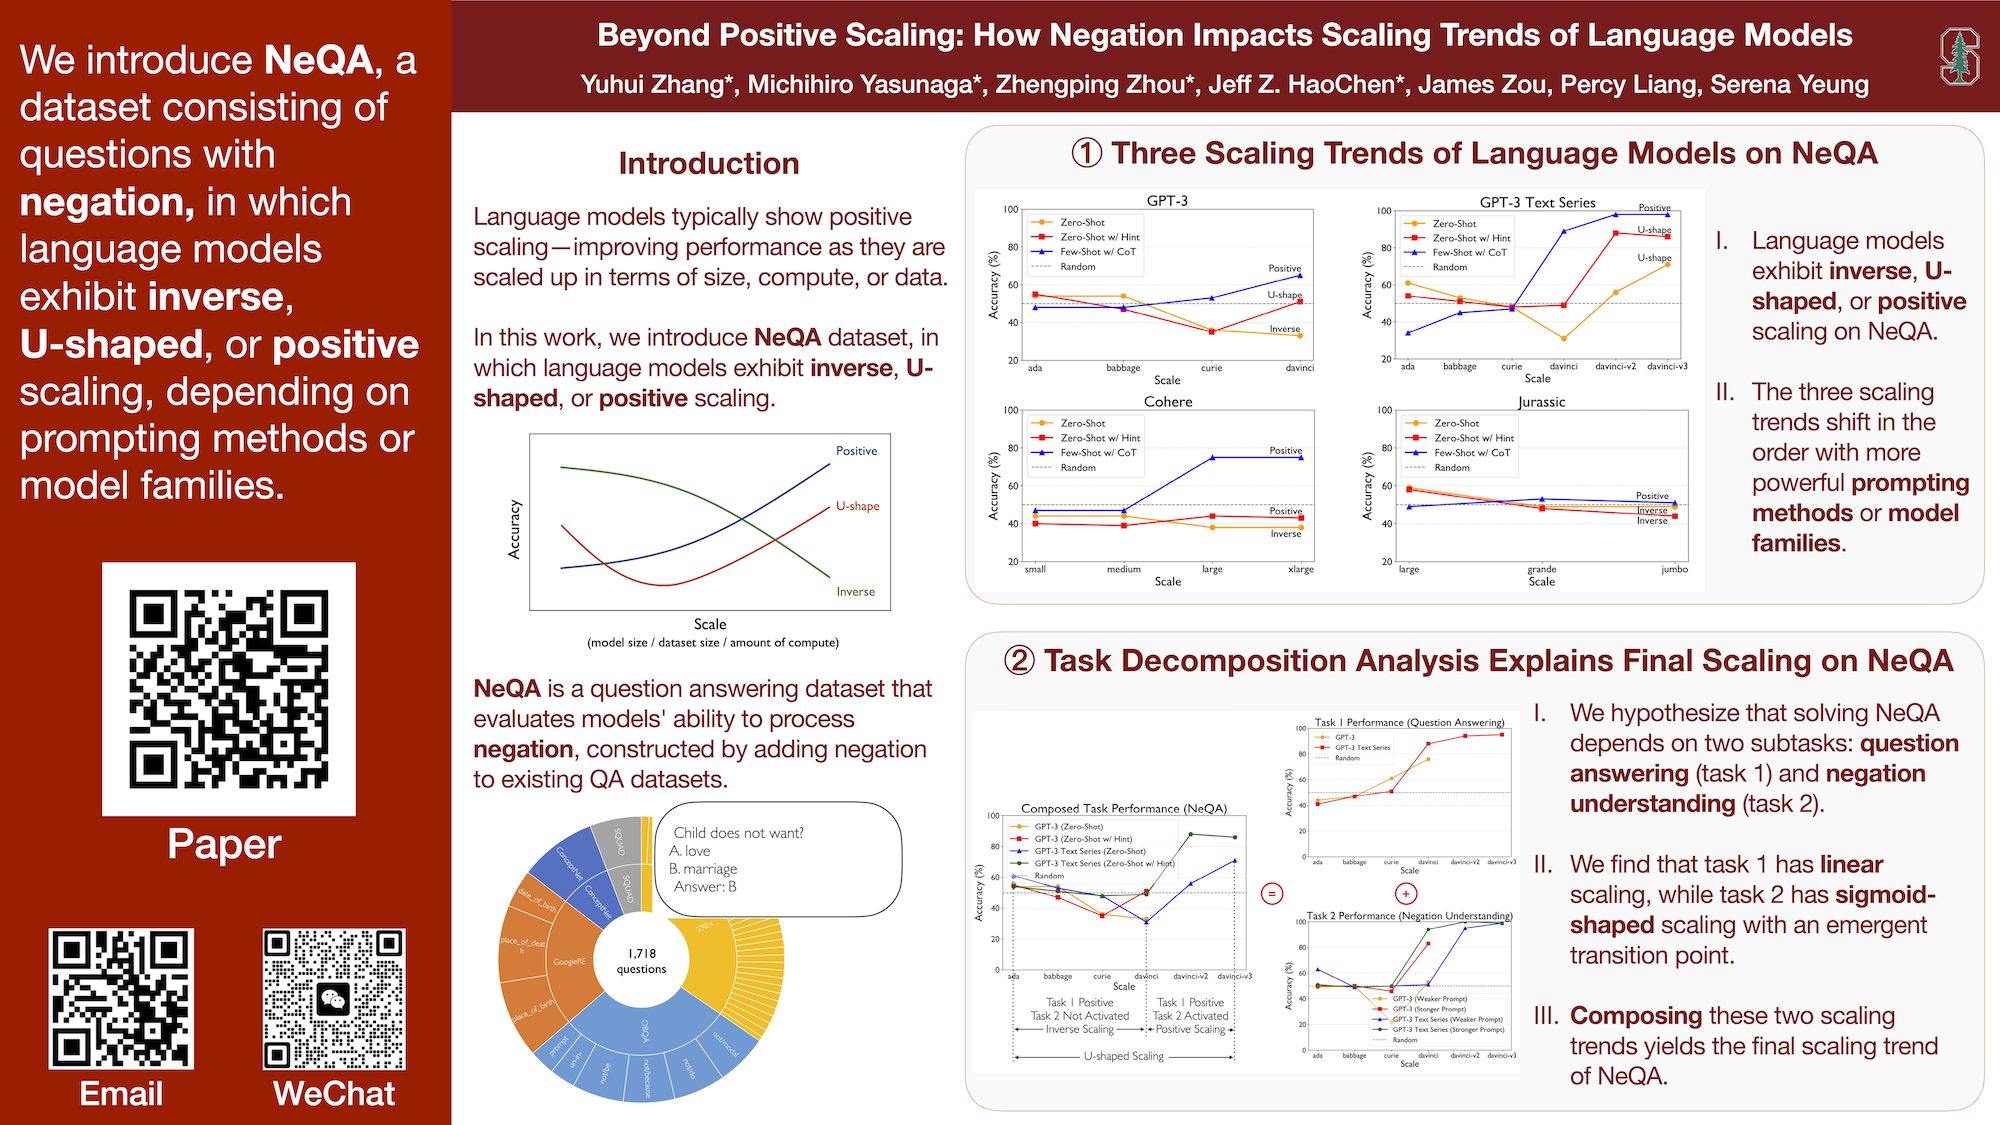 We introduce NeQA, a
dataset consisting of
questions with
negation, in which
language models
exhibit inverse,
U-shaped, or positive
scaling, depending on
prompting methods or
model families.
Paper
Email
WeChat
Beyond Positive Scaling: How Negation Impacts Scaling Trends of Language Models
Yuhui Zhang*, Michihiro Yasunaga*, Zhengping Zhou*, Jeff Z. HaoChen*, James Zou, Percy Liang, Serena Yeung
Introduction
Language models typically show positive
scaling—improving performance as they are
scaled up in terms of size, compute, or data.
In this work, we introduce NeQA dataset, in
which language models exhibit inverse, U-
shaped, or positive scaling.
Accuracy
Positive
U-shape
Inverse
Scale
(model size / dataset size / amount of compute)
NeQA is a question answering dataset that
evaluates models' ability to process
negation, constructed by adding negation
to existing QA datasets.
Child does not want?
A. love
B. marriage
Answer: B
1,718
questions
SQUAD
SQUAD
ConceptNet
ConceptNet
date_of_birth
place_of_deat
h
place_of_birth
GoogleRE
TREx
OBQA
prompt
un-in-
not/be
not/because
not/do
not/modal
① Three Scaling Trends of Language Models on NeQA
GPT-3
Accuracy (%)
100
80
60
40
20
Zero-Shot
Zero-Shot w/ Hint
Few-Shot w/ CoT
Random
Positive
U-shape
Inverse
ada babbage curie davinci
Scale
GPT-3 Text Series
Accuracy (%)
100
80
60
40
20
Zero-Shot
Zero-Shot w/ Hint
Few-Shot w/ CoT
Random
Positive
U-shape
U-shape
ada babbage curie davinci davinci-v2 davinci-v3
Scale
Cohere
Accuracy (%)
100
80
60
40
20
Zero-Shot
Zero-Shot w/ Hint
Few-Shot w/ CoT
Random
Positive
Positive
Inverse
small medium large xlarge
Scale
Jurassic
Accuracy (%)
100
80
60
40
20
Zero-Shot
Zero-Shot w/ Hint
Few-Shot w/ CoT
Random
Positive
Inverse
Inverse
large grande jumbo
Scale
I. Language models
exhibit inverse, U-
shaped, or positive
scaling on NeQA.
II. The three scaling
trends shift in the
order with more
powerful prompting
methods or model
families.
② Task Decomposition Analysis Explains Final Scaling on NeQA
Composed Task Performance (NeQA)
Accuracy (%)
100
80
60
40
20
0
GPT-3 (Zero-Shot)
GPT-3 (Zero-Shot w/ Hint)
GPT-3 Text Series (Zero-Shot)
GPT-3 Text Series (Zero-Shot w/ Hint)
Random
ada babbage curie davinci davinci-v2 davinci-v3
Scale
Task 1 Positive
Task 2 Not Activated
Inverse Scaling
Task 1 Positive
Task 2 Activated
Positive Scaling
U-shaped Scaling
=
Task 1 Performance (Question Answering)
Accuracy (%)
100
80
60
40
20
0
GPT-3
GPT-3 Text Series
Random
ada babbage curie davinci davinci-v2 davinci-v3
Scale
+
Task 2 Performance (Negation Understanding)
Accuracy (%)
100
80
60
40
20
0
GPT-3 (Weaker Prompt)
GPT-3 (Stronger Prompt)
GPT-3 Text Series (Weaker Prompt)
GPT-3 Text Series (Stronger Prompt)
Random
ada babbage curie davinci davinci-v2 davinci-v3
Scale
I. We hypothesize that solving NeQA
depends on two subtasks: question
answering (task 1) and negation
understanding (task 2).
II. We find that task 1 has linear
scaling, while task 2 has sigmoid-
shaped scaling with an emergent
transition point.
III. Composing these two scaling
trends yields the final scaling trend
of NeQA.